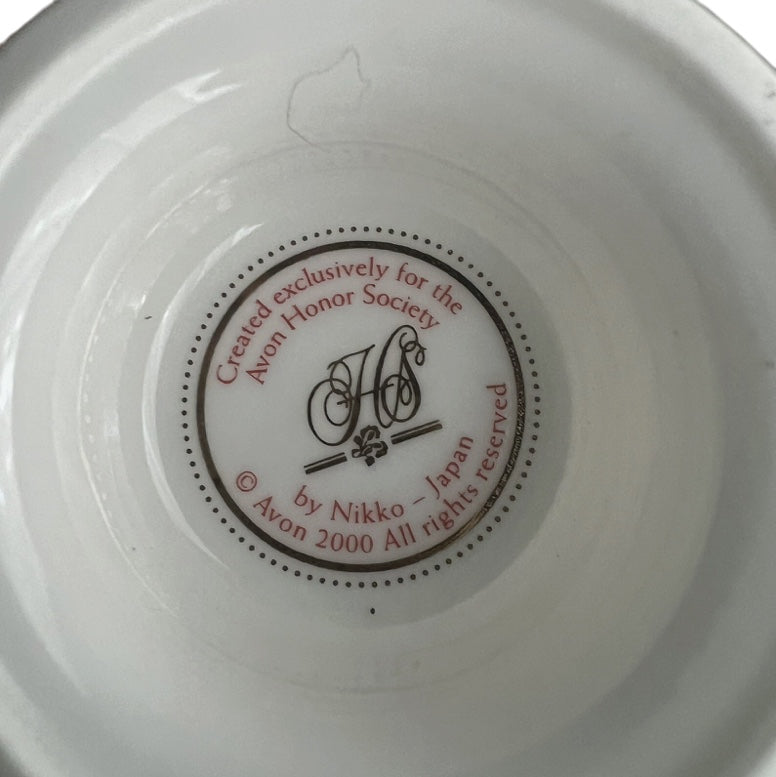 Created exclusively for the
Avon Honor Society
HS
by Nikko – Japan
© Avon 2000 All rights reserved